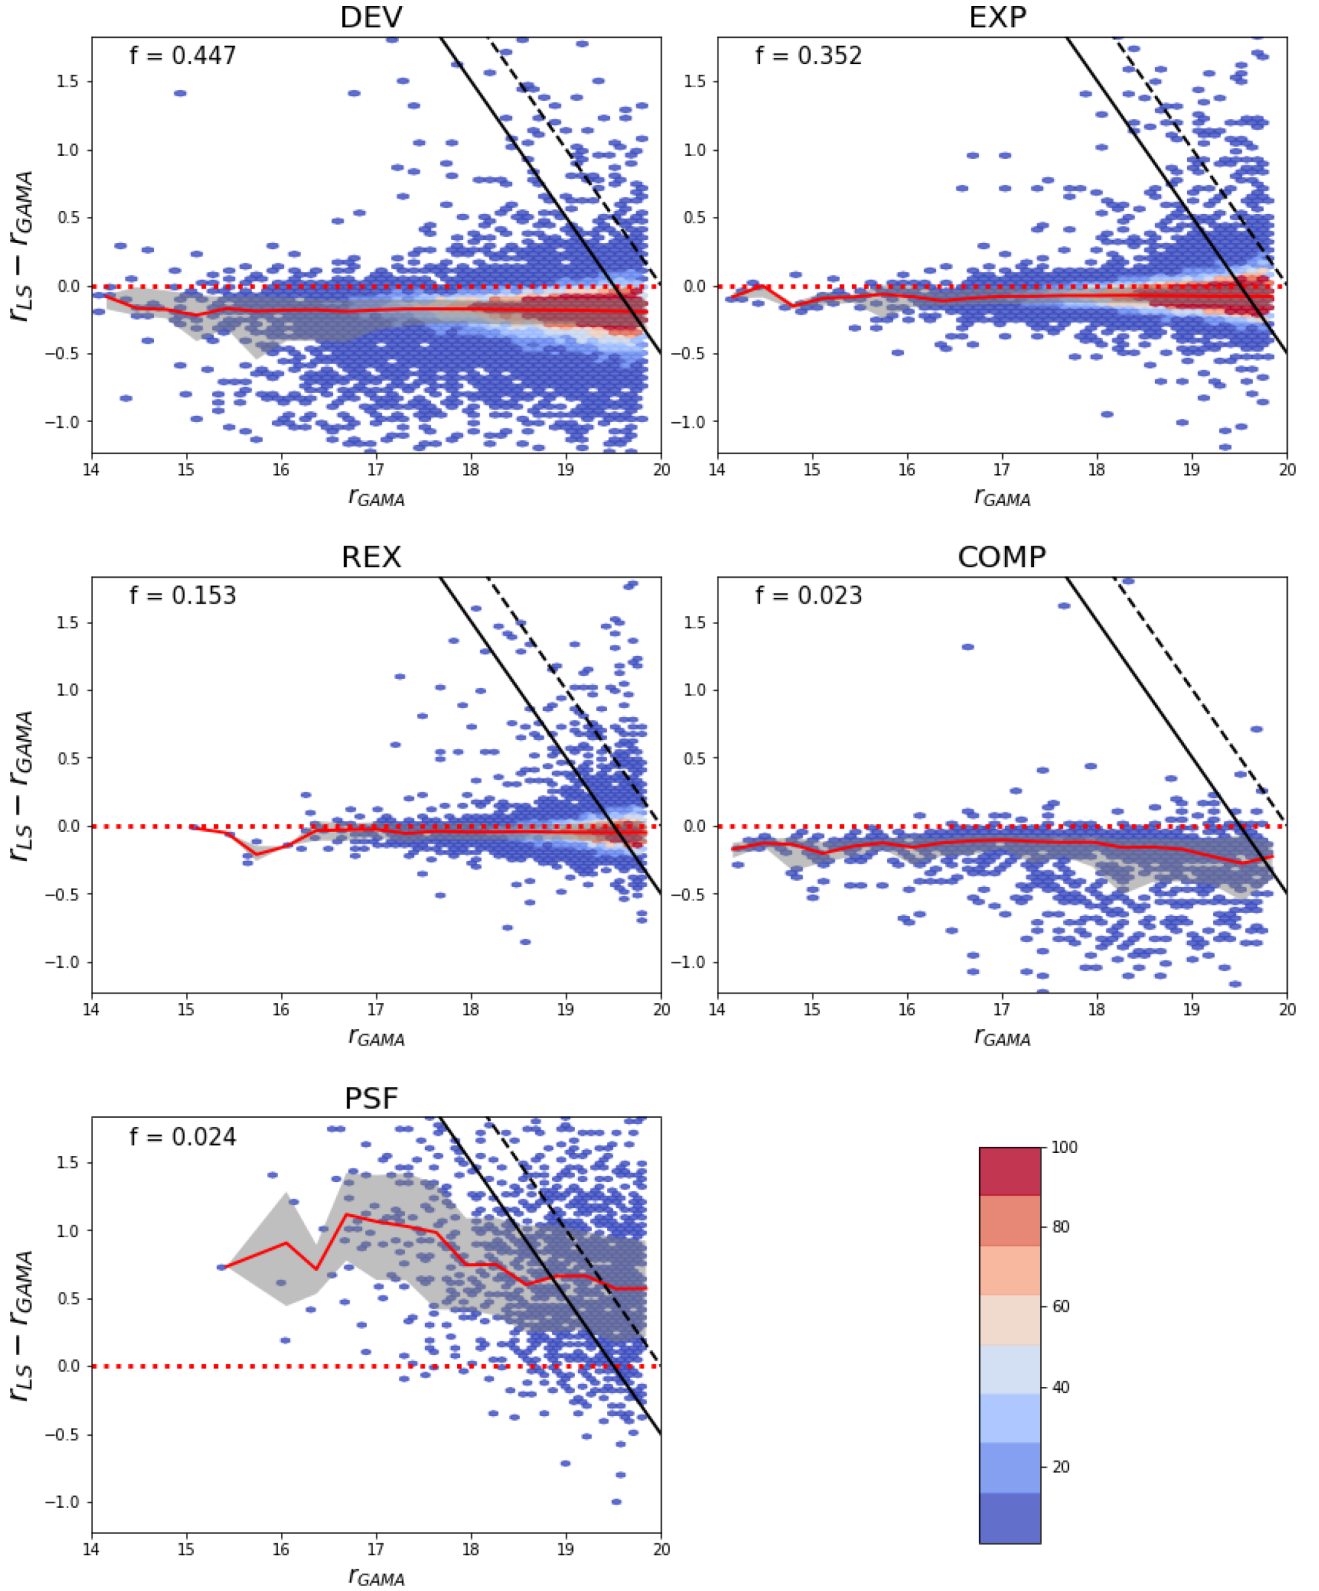 DEV
f = 0.447
1.5
1.0
0.5
0.0
−0.5
−1.0
r_LS − r_GAMA
14 15 16 17 18 19 20
r_GAMA
EXP
f = 0.352
1.5
1.0
0.5
0.0
−0.5
−1.0
14 15 16 17 18 19 20
r_GAMA
REX
f = 0.153
1.5
1.0
0.5
0.0
−0.5
−1.0
r_LS − r_GAMA
14 15 16 17 18 19 20
r_GAMA
COMP
f = 0.023
1.5
1.0
0.5
0.0
−0.5
−1.0
14 15 16 17 18 19 20
r_GAMA
PSF
f = 0.024
1.5
1.0
0.5
0.0
−0.5
−1.0
r_LS − r_GAMA
14 15 16 17 18 19 20
r_GAMA
100
80
60
40
20